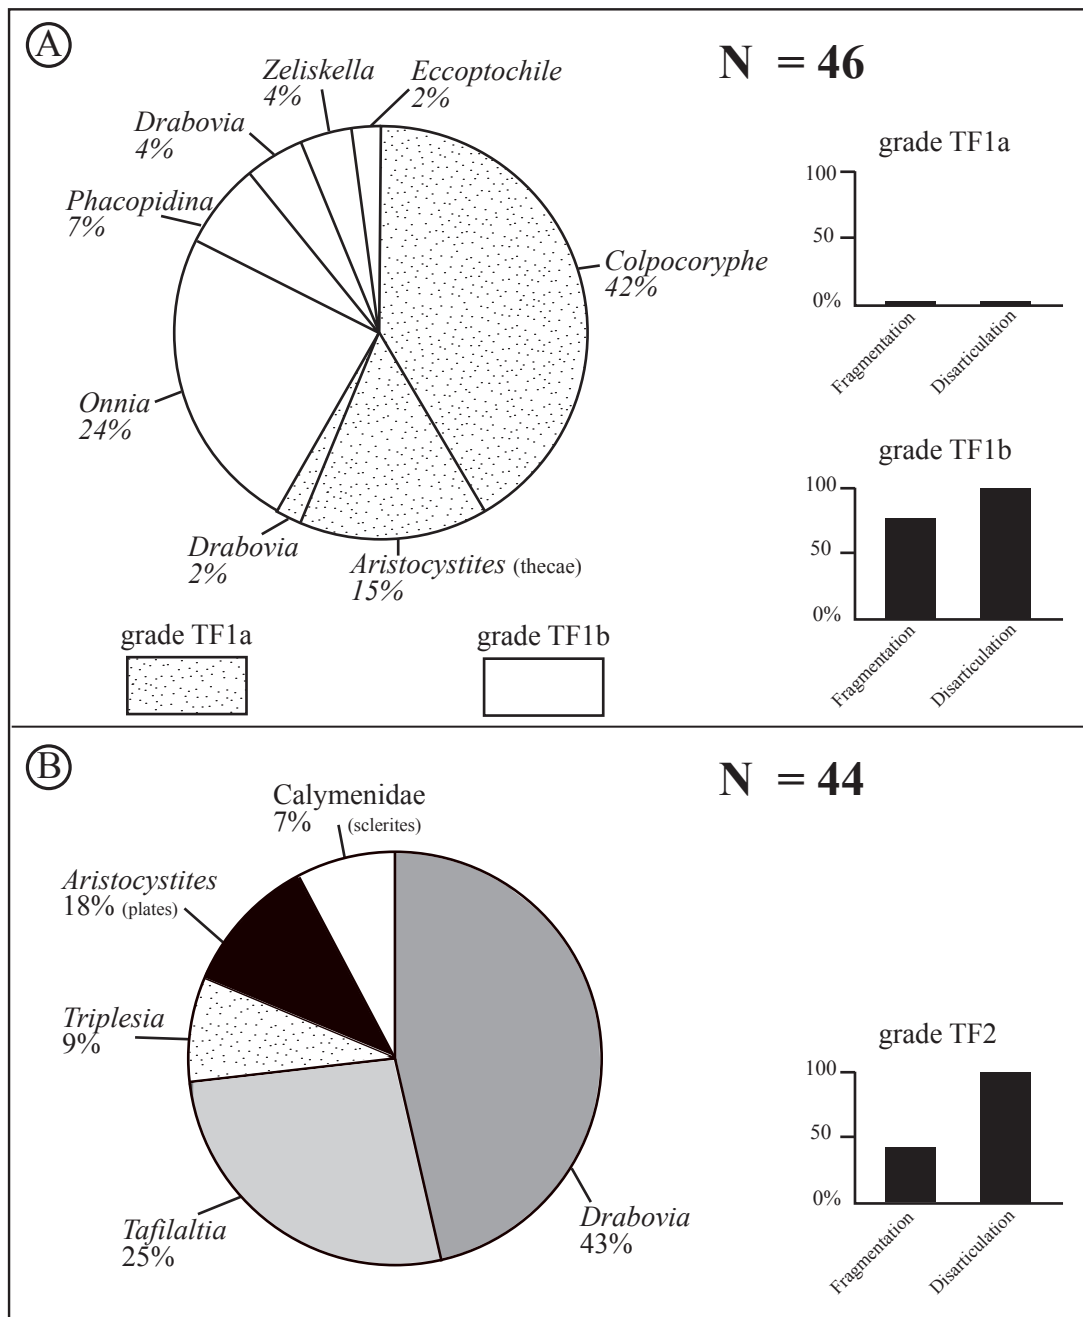 A
N = 46
Zeliskella
4%
Eccoptochile
2%
Drabovia
4%
Phacopidina
7%
Colpocoryphe
42%
Onnia
24%
Drabovia
2%
Aristocystites (thecae)
15%
grade TF1a
grade TF1b
grade TF1a
100
50
0%
Fragmentation
Disarticulation
grade TF1b
100
50
0%
Fragmentation
Disarticulation
B
N = 44
Calymenidae
7% (sclerites)
Aristocystites
18% (plates)
Triplesia
9%
Tafilaltia
25%
Drabovia
43%
grade TF2
100
50
0%
Fragmentation
Disarticulation